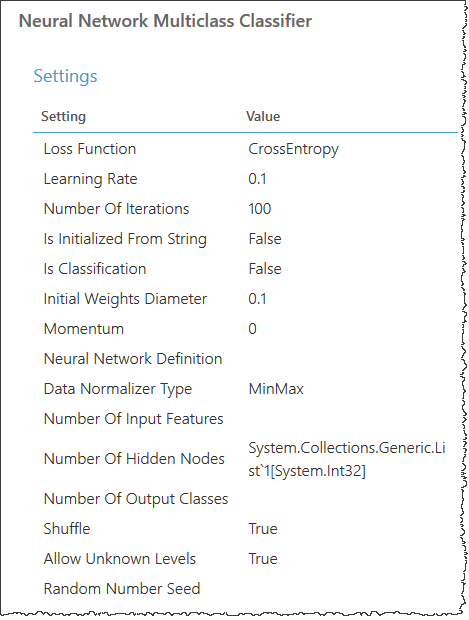 Neural Network Multiclass Classifier
Settings
Setting Value
Loss Function CrossEntropy
Learning Rate 0.1
Number Of Iterations 100
Is Initialized From String False
Is Classification False
Initial Weights Diameter 0.1
Momentum 0
Neural Network Definition
Data Normalizer Type MinMax
Number Of Input Features
Number Of Hidden Nodes System.Collections.Generic.Li
st`1[System.Int32]
Number Of Output Classes
Shuffle True
Allow Unknown Levels True
Random Number Seed